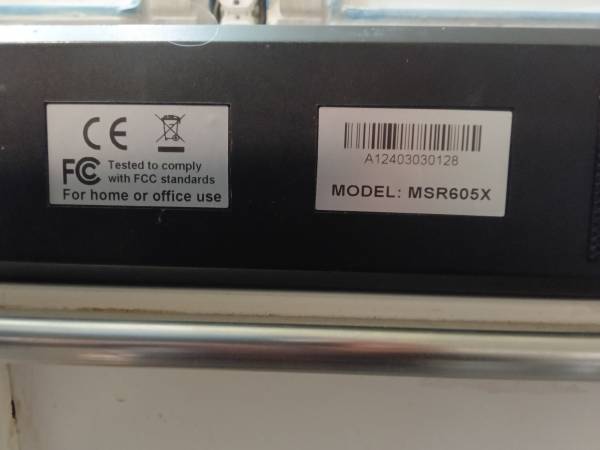 CE
FC Tested to comply
with FCC standards
For home or office use
A12403030128
MODEL: MSR605X